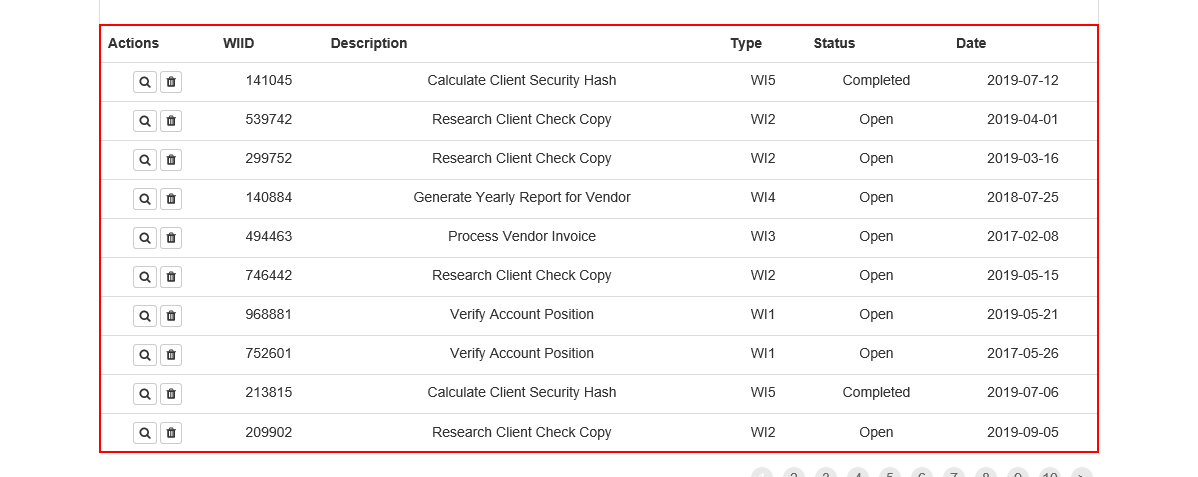 Actions WIID Description Type Status Date
141045 Calculate Client Security Hash WI5 Completed 2019-07-12
539742 Research Client Check Copy WI2 Open 2019-04-01
299752 Research Client Check Copy WI2 Open 2019-03-16
140884 Generate Yearly Report for Vendor WI4 Open 2018-07-25
494463 Process Vendor Invoice WI3 Open 2017-02-08
746442 Research Client Check Copy WI2 Open 2019-05-15
968881 Verify Account Position WI1 Open 2019-05-21
752601 Verify Account Position WI1 Open 2017-05-26
213815 Calculate Client Security Hash WI5 Completed 2019-07-06
209902 Research Client Check Copy WI2 Open 2019-09-05
2 3 4 5 6 7 8 9 10 >